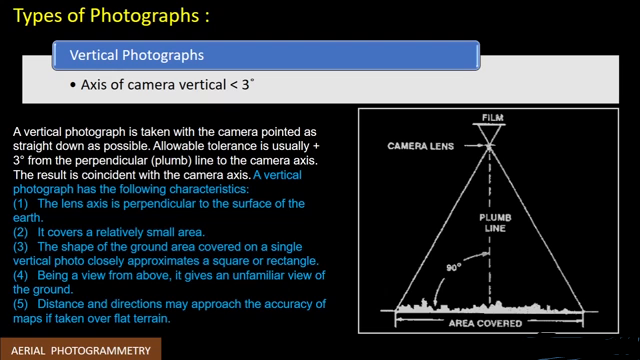 Types of Photographs :
Vertical Photographs
• Axis of camera vertical < 3°
A vertical photograph is taken with the camera pointed as
straight down as possible. Allowable tolerance is usually +
3° from the perpendicular (plumb) line to the camera axis.
The result is coincident with the camera axis. A vertical
photograph has the following characteristics:
(1) The lens axis is perpendicular to the surface of the
earth.
(2) It covers a relatively small area.
(3) The shape of the ground area covered on a single
vertical photo closely approximates a square or rectangle.
(4) Being a view from above, it gives an unfamiliar view of
the ground.
(5) Distance and directions may approach the accuracy of
maps if taken over flat terrain.
FILM
CAMERA LENS
PLUMB
LINE
90°
AREA COVERED
AERIAL PHOTOGRAMMETRY